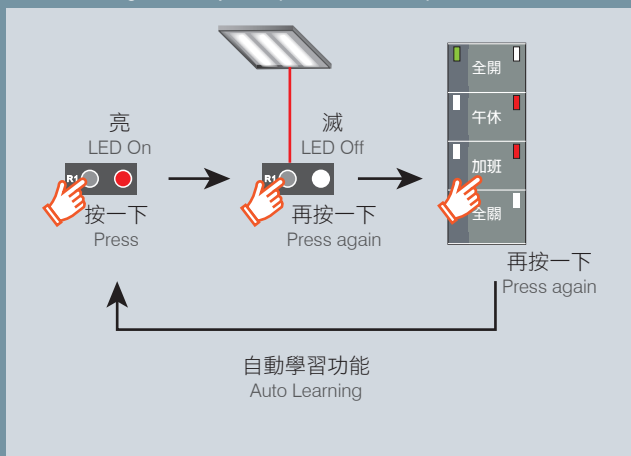 亮
LED On
R1
按一下
Press
滅
LED Off
R1
再按一下
Press again
全開
午休
加班
全關
再按一下
Press again
自動學習功能
Auto Learning